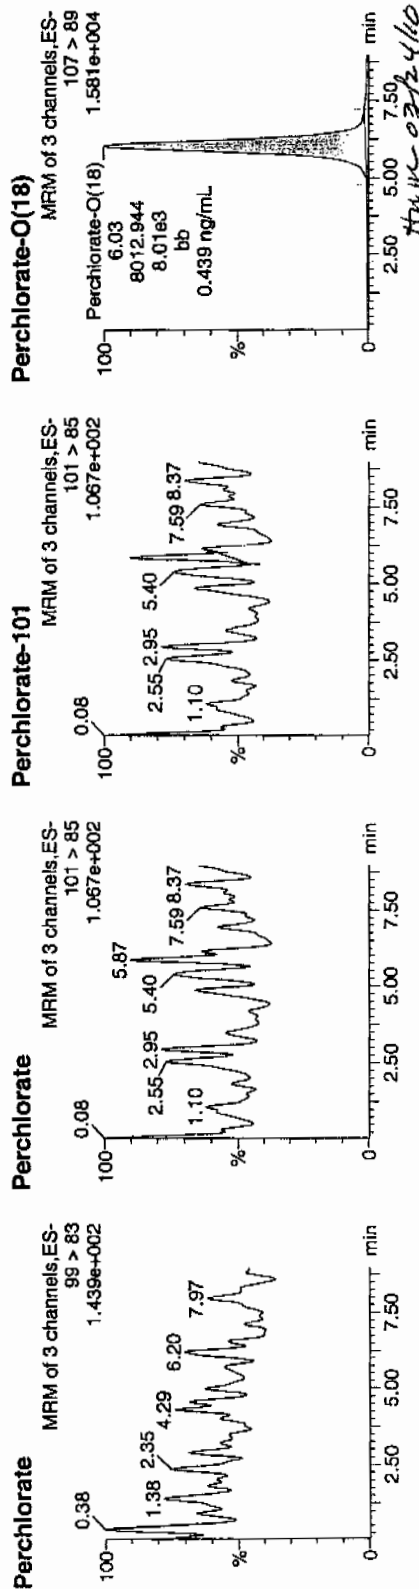 Perchlorate
MRM of 3 channels,ES-
99 > 83
1.439e+002
100
0.38
1.38
2.35
4.29
6.20
7.97
%
0
2.50
5.00
7.50
min
Perchlorate
MRM of 3 channels,ES-
101 > 85
1.067e+002
100
0.08
1.10
2.55
2.95
5.40
5.87
7.59
8.37
%
0
2.50
5.00
7.50
min
Perchlorate-101
MRM of 3 channels,ES-
101 > 85
1.067e+002
100
0.08
1.10
2.55
2.95
5.40
7.59
8.37
%
0
2.50
5.00
7.50
min
Perchlorate-O(18)
MRM of 3 channels,ES-
107 > 89
1.581e+004
100
Perchlorate-O(18)
6.03
8012.944
8.01e3
bb
0.439 ng/mL
%
0
2.50
5.00
7.50
min